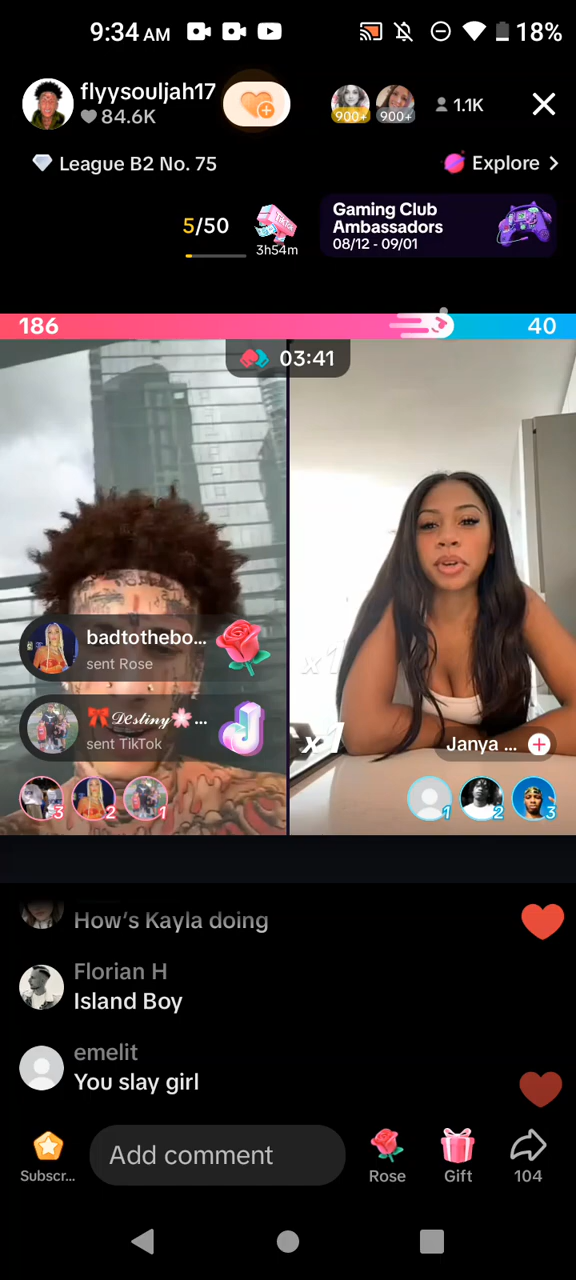 9:34 AM
18%
flyysouljah17
84.6K
900+
900+
1.1K
League B2 No. 75
Explore
5/50
TikTok
3h54m
Gaming Club
Ambassadors
08/12 - 09/01
186
40
03:41
badtothebo...
sent Rose
x1
🎀𝒟𝑒𝓈𝓉𝒾𝓃𝓎🌸...
sent TikTok
x1
Janya ...
3
2
1
1
2
3
How's Kayla doing
Florian H
Island Boy
emelit
You slay girl
Subscr...
Add comment
Rose
Gift
104